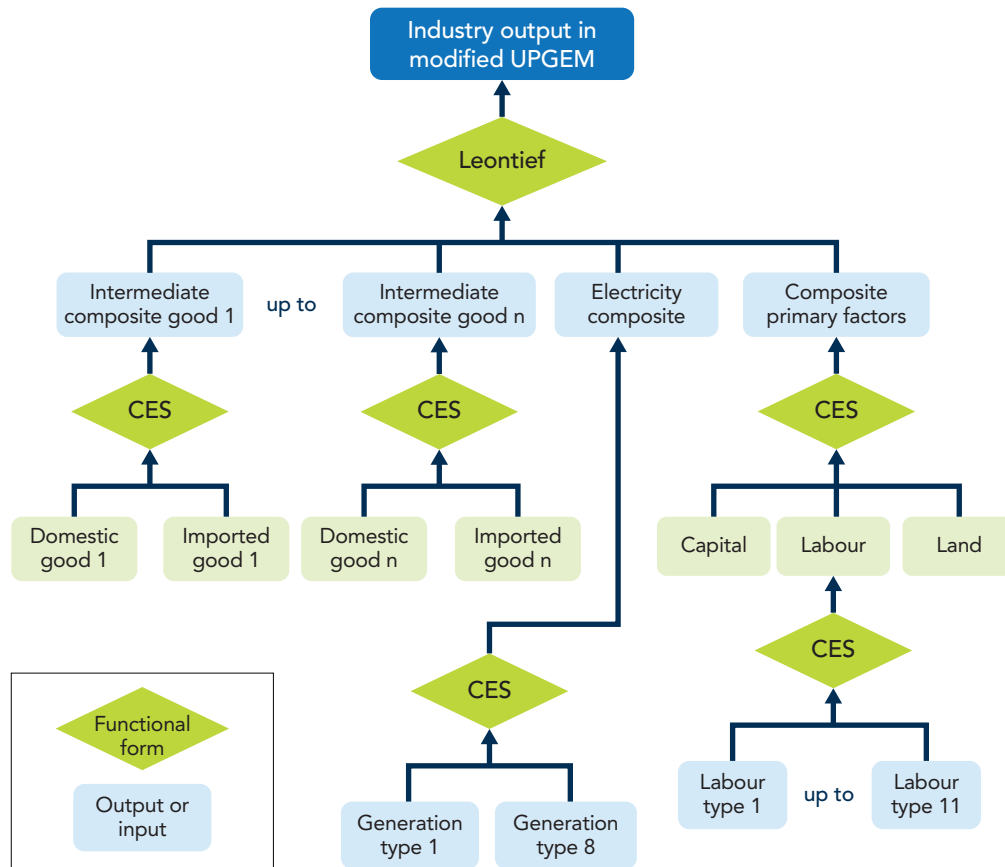 Industry output in
modified UPGEM
Leontief
Intermediate
composite good 1
up to
Intermediate
composite good n
Electricity
composite
Composite
primary factors
CES
CES
CES
Domestic
good 1
Imported
good 1
Domestic
good n
Imported
good n
Capital
Labour
Land
CES
CES
Functional
form
Output or
input
Generation
type 1
Generation
type 8
Labour
type 1
up to
Labour
type 11